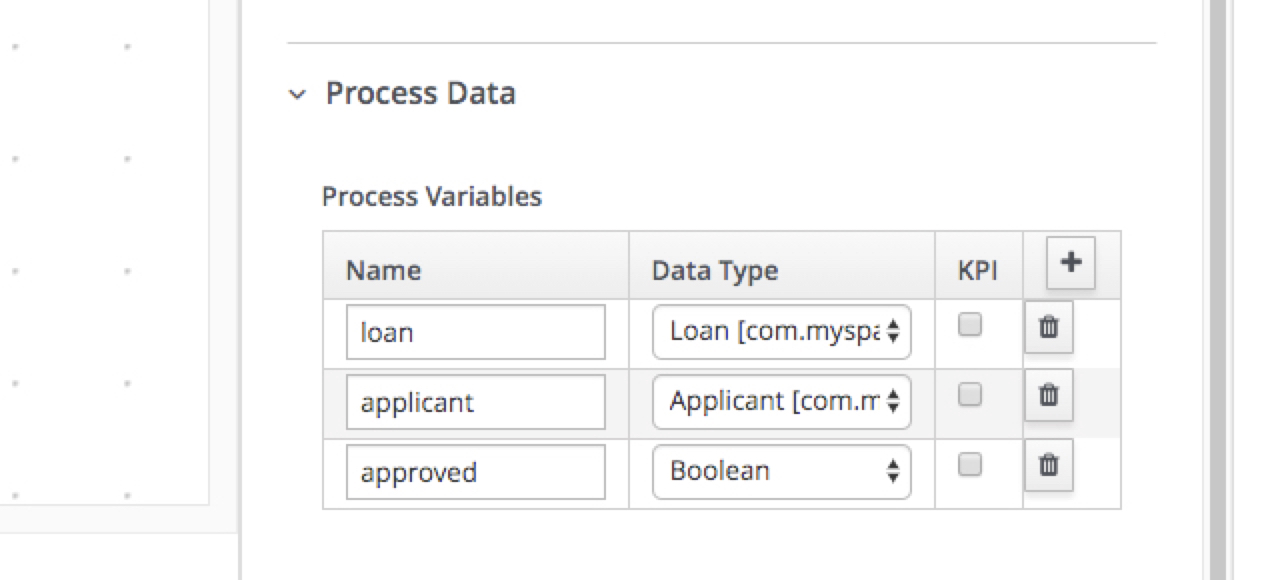 Process Data
Process Variables
Name Data Type KPI +
loan Loan [com.myspa
applicant Applicant [com.m
approved Boolean